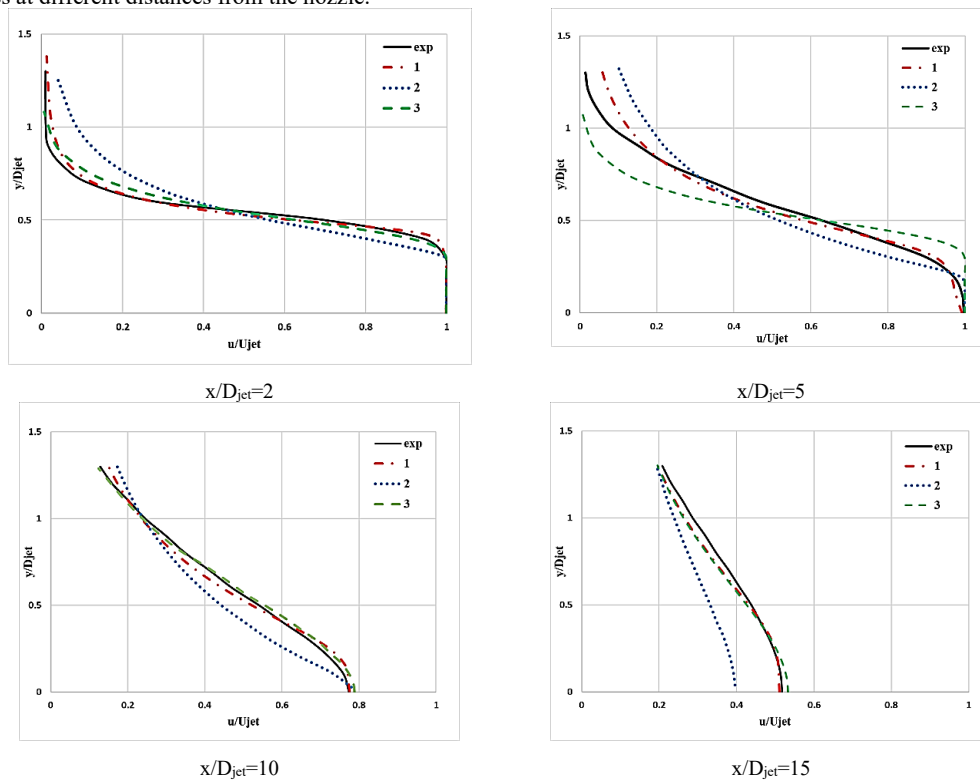 s at different distances from the nozzle.
1.5
exp
1
2
3
1
y/Djet
0.5
0
0 0.2 0.4 0.6 0.8 1
u/Ujet
x/Djet=2
1.5
exp
1
2
3
1
y/Djet
0.5
0
0 0.2 0.4 0.6 0.8 1
u/Ujet
x/Djet=5
1.5
exp
1
2
3
1
y/Djet
0.5
0
0 0.2 0.4 0.6 0.8 1
u/Ujet
x/Djet=10
1.5
exp
1
2
3
1
y/Djet
0.5
0
0 0.2 0.4 0.6 0.8 1
u/Ujet
x/Djet=15